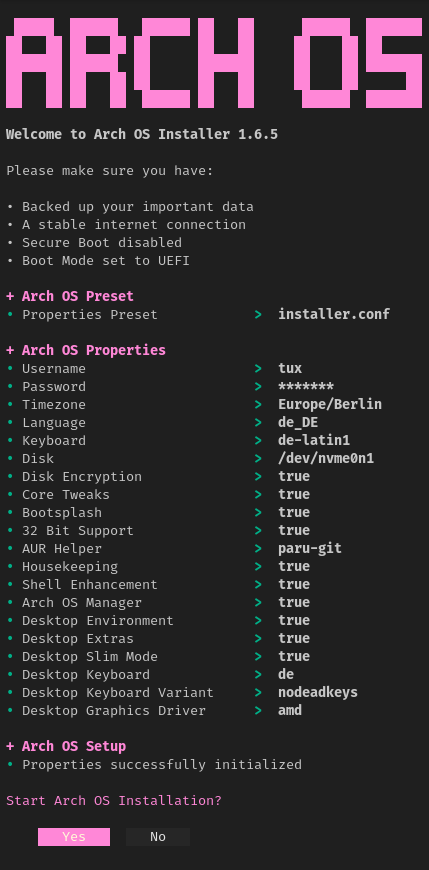 ARCH OS
Welcome to Arch OS Installer 1.6.5
Please make sure you have:
• Backed up your important data
• A stable internet connection
• Secure Boot disabled
• Boot Mode set to UEFI
+ Arch OS Preset
• Properties Preset > installer.conf
+ Arch OS Properties
• Username > tux
• Password > *******
• Timezone > Europe/Berlin
• Language > de_DE
• Keyboard > de-latin1
• Disk > /dev/nvme0n1
• Disk Encryption > true
• Core Tweaks > true
• Bootsplash > true
• 32 Bit Support > true
• AUR Helper > paru-git
• Housekeeping > true
• Shell Enhancement > true
• Arch OS Manager > true
• Desktop Environment > true
• Desktop Extras > true
• Desktop Slim Mode > true
• Desktop Keyboard > de
• Desktop Keyboard Variant > nodeadkeys
• Desktop Graphics Driver > amd
+ Arch OS Setup
• Properties successfully initialized
Start Arch OS Installation?
Yes No